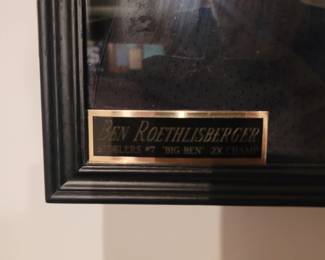 BEN ROETHLISBERGER
STEELERS #7 "BIG BEN" 2X CHAMP